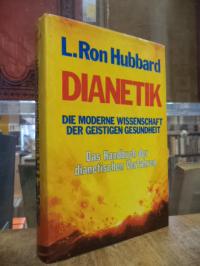 L. Ron Hubbard
DIANETIK
DIE MODERNE WISSENSCHAFT
DER GEISTIGEN GESUNDHEIT
Das Handbuch der
dianetischen Verfahren